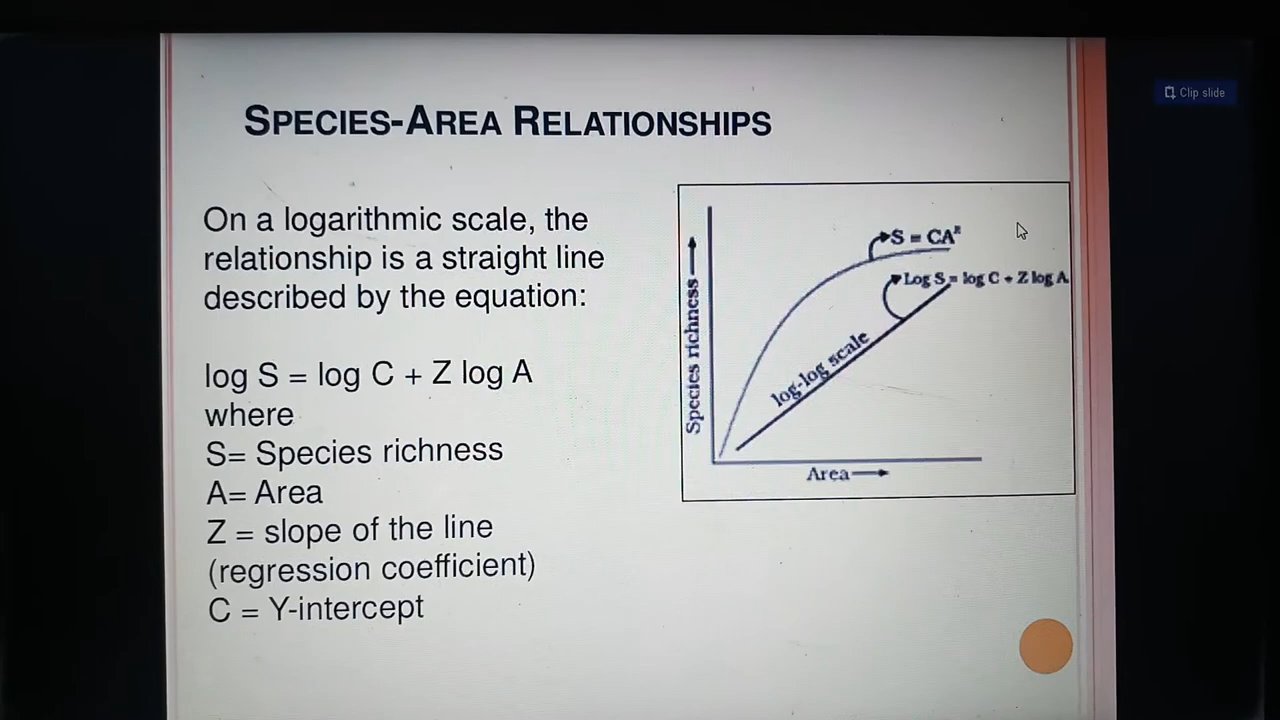 Clip slide
SPECIES-AREA RELATIONSHIPS
On a logarithmic scale, the
relationship is a straight line
described by the equation:
log S = log C + Z log A
where
S= Species richness
A= Area
Z = slope of the line
(regression coefficient)
C = Y-intercept
Species richness
S = CAᶻ
Log S = log C + Z log A
log-log scale
Area